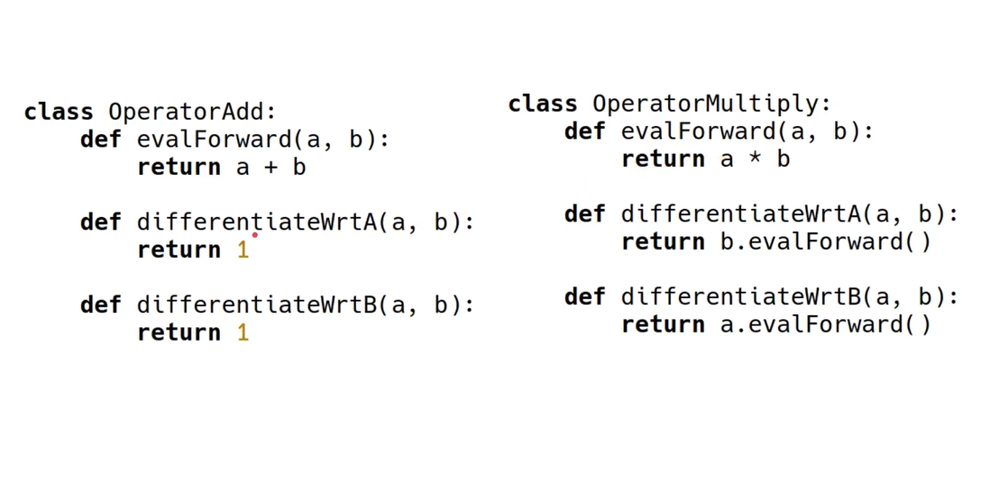 class OperatorAdd:
    def evalForward(a, b):
        return a + b

    def differentiateWrtA(a, b):
        return 1

    def differentiateWrtB(a, b):
        return 1

class OperatorMultiply:
    def evalForward(a, b):
        return a * b

    def differentiateWrtA(a, b):
        return b.evalForward()

    def differentiateWrtB(a, b):
        return a.evalForward()